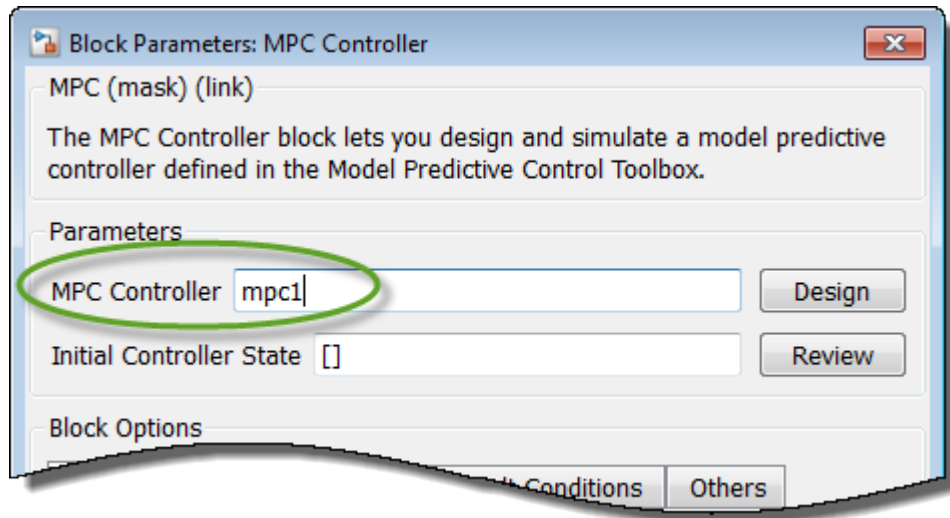 Block Parameters: MPC Controller
MPC (mask) (link)
The MPC Controller block lets you design and simulate a model predictive
controller defined in the Model Predictive Control Toolbox.
Parameters
MPC Controller mpc1 Design
Initial Controller State [] Review
Block Options
Conditions Others